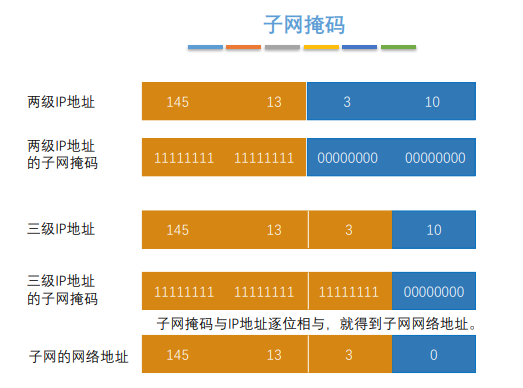 子网掩码
两级IP地址 145 13 3 10
两级IP地址
的子网掩码 11111111 11111111 00000000 00000000
三级IP地址 145 13 3 10
三级IP地址
的子网掩码 11111111 11111111 11111111 00000000
子网掩码与IP地址逐位相与，就得到子网网络地址。
子网的网络地址 145 13 3 0